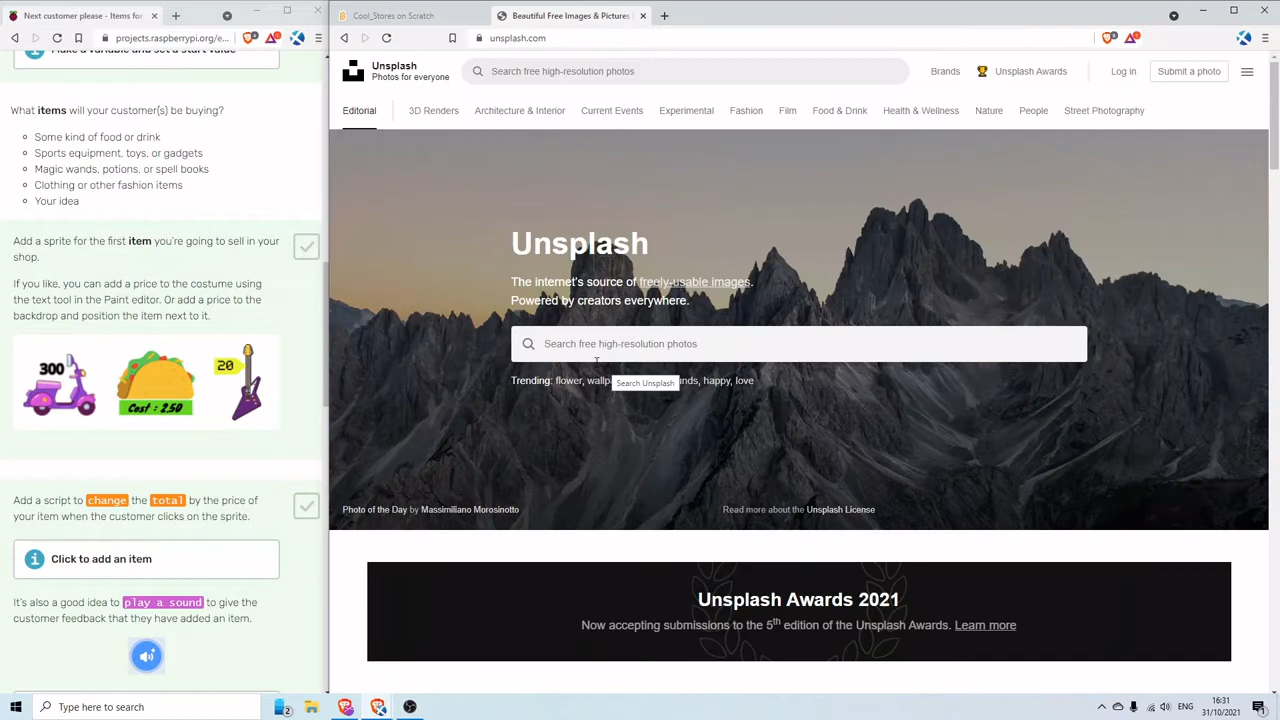 Next customer please - Items for
Cool_Stores on Scratch
Beautiful Free Images & Pictures
projects.raspberrypi.org/e...
unsplash.com
Make a variable and set a start value
What items will your customer(s) be buying?
Some kind of food or drink
Sports equipment, toys, or gadgets
Magic wands, potions, or spell books
Clothing or other fashion items
Your idea
Add a sprite for the first item you're going to sell in your
shop.
If you like, you can add a price to the costume using
the text tool in the Paint editor. Or add a price to the
backdrop and position the item next to it.
300
Cost : 2.50
20
Add a script to change the total by the price of
your item when the customer clicks on the sprite.
Click to add an item
It's also a good idea to play a sound to give the
customer feedback that they have added an item.
Unsplash
Photos for everyone
Search free high-resolution photos
Brands
Unsplash Awards
Log in
Submit a photo
Editorial
3D Renders
Architecture & Interior
Current Events
Experimental
Fashion
Film
Food & Drink
Health & Wellness
Nature
People
Street Photography
Unsplash
The internet's source of freely-usable images.
Powered by creators everywhere.
Search free high-resolution photos
Trending: flower, wallp nds, happy, love
Search Unsplash
Photo of the Day by Massimiliano Morosinotto
Read more about the Unsplash License
Unsplash Awards 2021
Now accepting submissions to the 5th edition of the Unsplash Awards. Learn more
Type here to search
2
ENG
16:31
31/10/2021